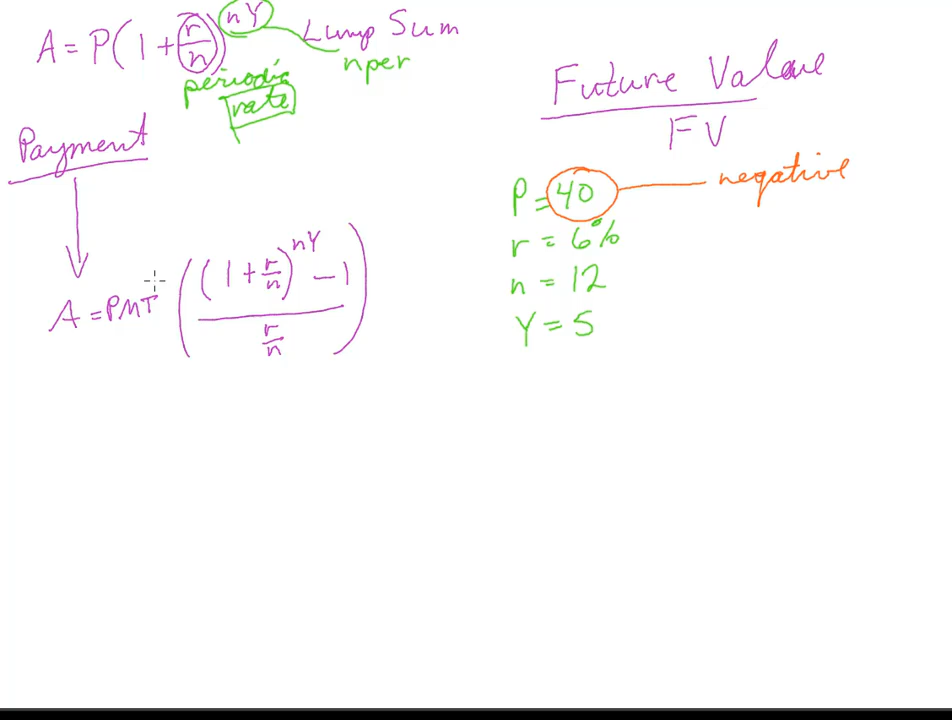 A = P(1 + r/n)^nY Lump Sum
nper
periodic
rate
Payment
A = PMT (((1 + r/n)^nY - 1) / (r/n))
Future Value
FV
P = 40 negative
r = 6%
n = 12
Y = 5